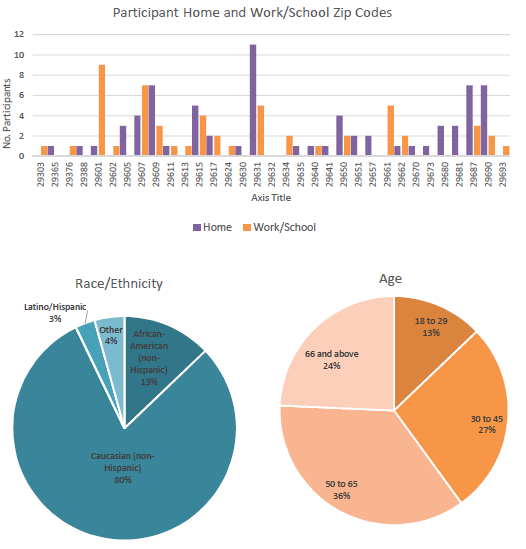 Participant Home and Work/School Zip Codes
12
10
8
6
4
2
0
No. Participants
29303
29365
29376
29388
29601
29602
29605
29607
29609
29611
29613
29615
29617
29624
29630
29631
29632
29634
29635
29640
29641
29650
29651
29657
29661
29662
29670
29673
29680
29681
29687
29690
29693
Axis Title
Home Work/School
Race/Ethnicity
Latino/Hispanic
3%
Other
4%
African-
American
(non-
Hispanic)
13%
Caucasian (non-
Hispanic)
80%
Age
18 to 29
13%
30 to 45
27%
50 to 65
36%
66 and above
24%